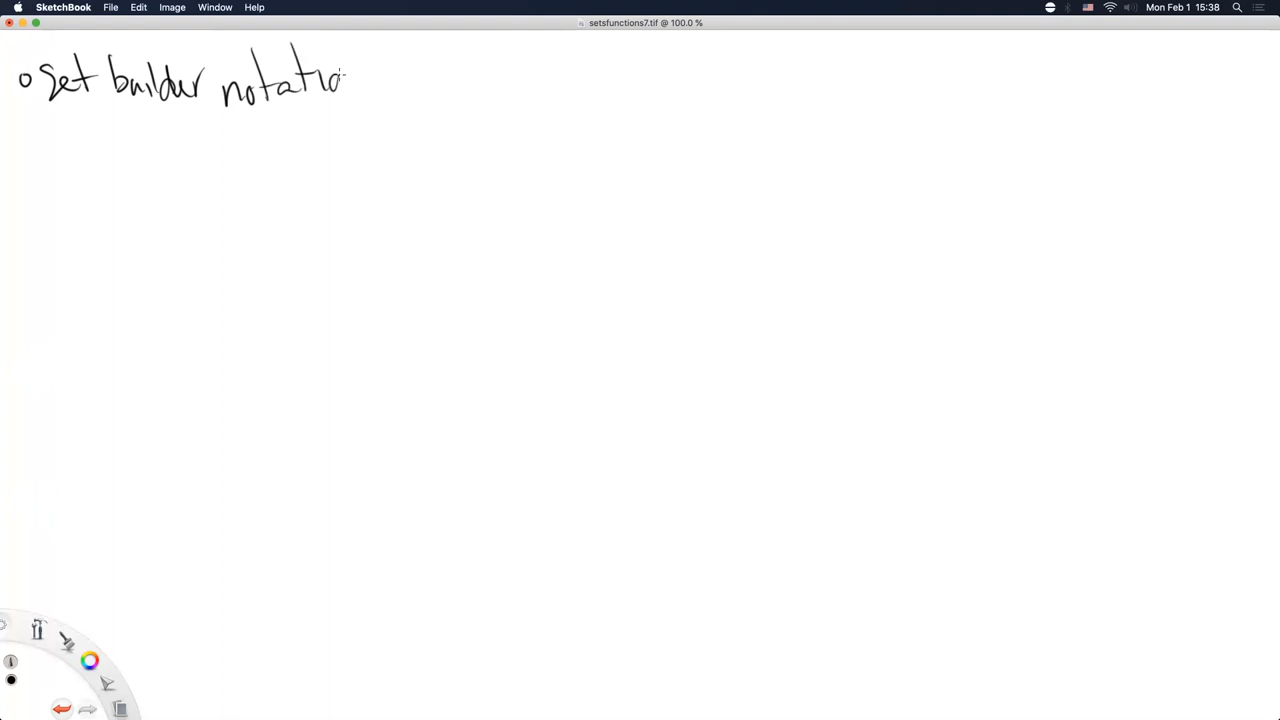 SketchBook File Edit Image Window Help Mon Feb 1 15:38
setsfunctions7.tif @ 100.0 %
o Set builder notatio